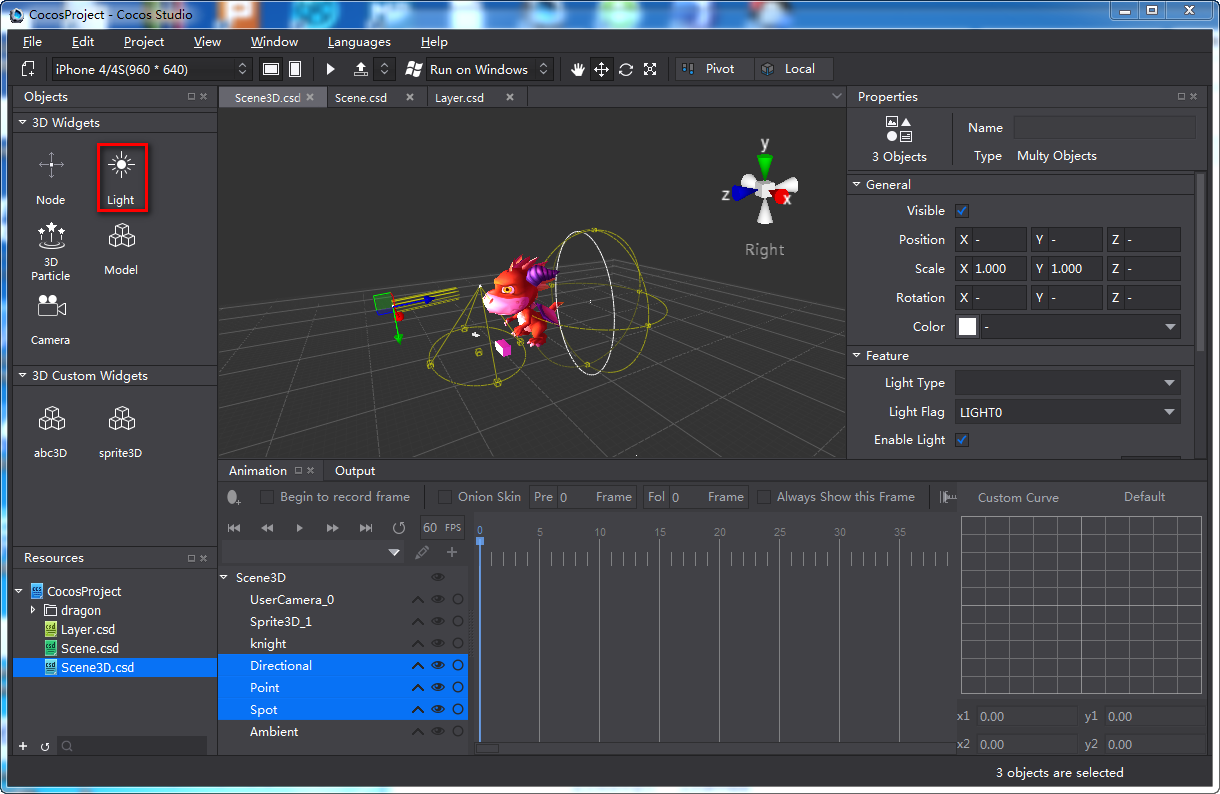 CocosProject - Cocos Studio
File Edit Project View Window Languages Help
iPhone 4/4S(960 * 640) Run on Windows Pivot Local
Objects
3D Widgets
Node Light
3D Particle Model
Camera
3D Custom Widgets
abc3D sprite3D
Resources
CocosProject
dragon
Layer.csd
Scene.csd
Scene3D.csd
Scene3D.csd Scene.csd Layer.csd
y
z x
Right
Animation Output
Begin to record frame Onion Skin Pre 0 Frame Fol 0 Frame Always Show this Frame
60 FPS
0 5 10 15 20 25 30 35
Scene3D
UserCamera_0
Sprite3D_1
knight
Directional
Point
Spot
Ambient
Custom Curve Default
x1 0.00 y1 0.00
x2 0.00 y2 0.00
Properties
3 Objects
Name
Type Multy Objects
General
Visible
Position X - Y - Z -
Scale X 1.000 Y 1.000 Z -
Rotation X - Y - Z -
Color -
Feature
Light Type
Light Flag LIGHT0
Enable Light
3 objects are selected